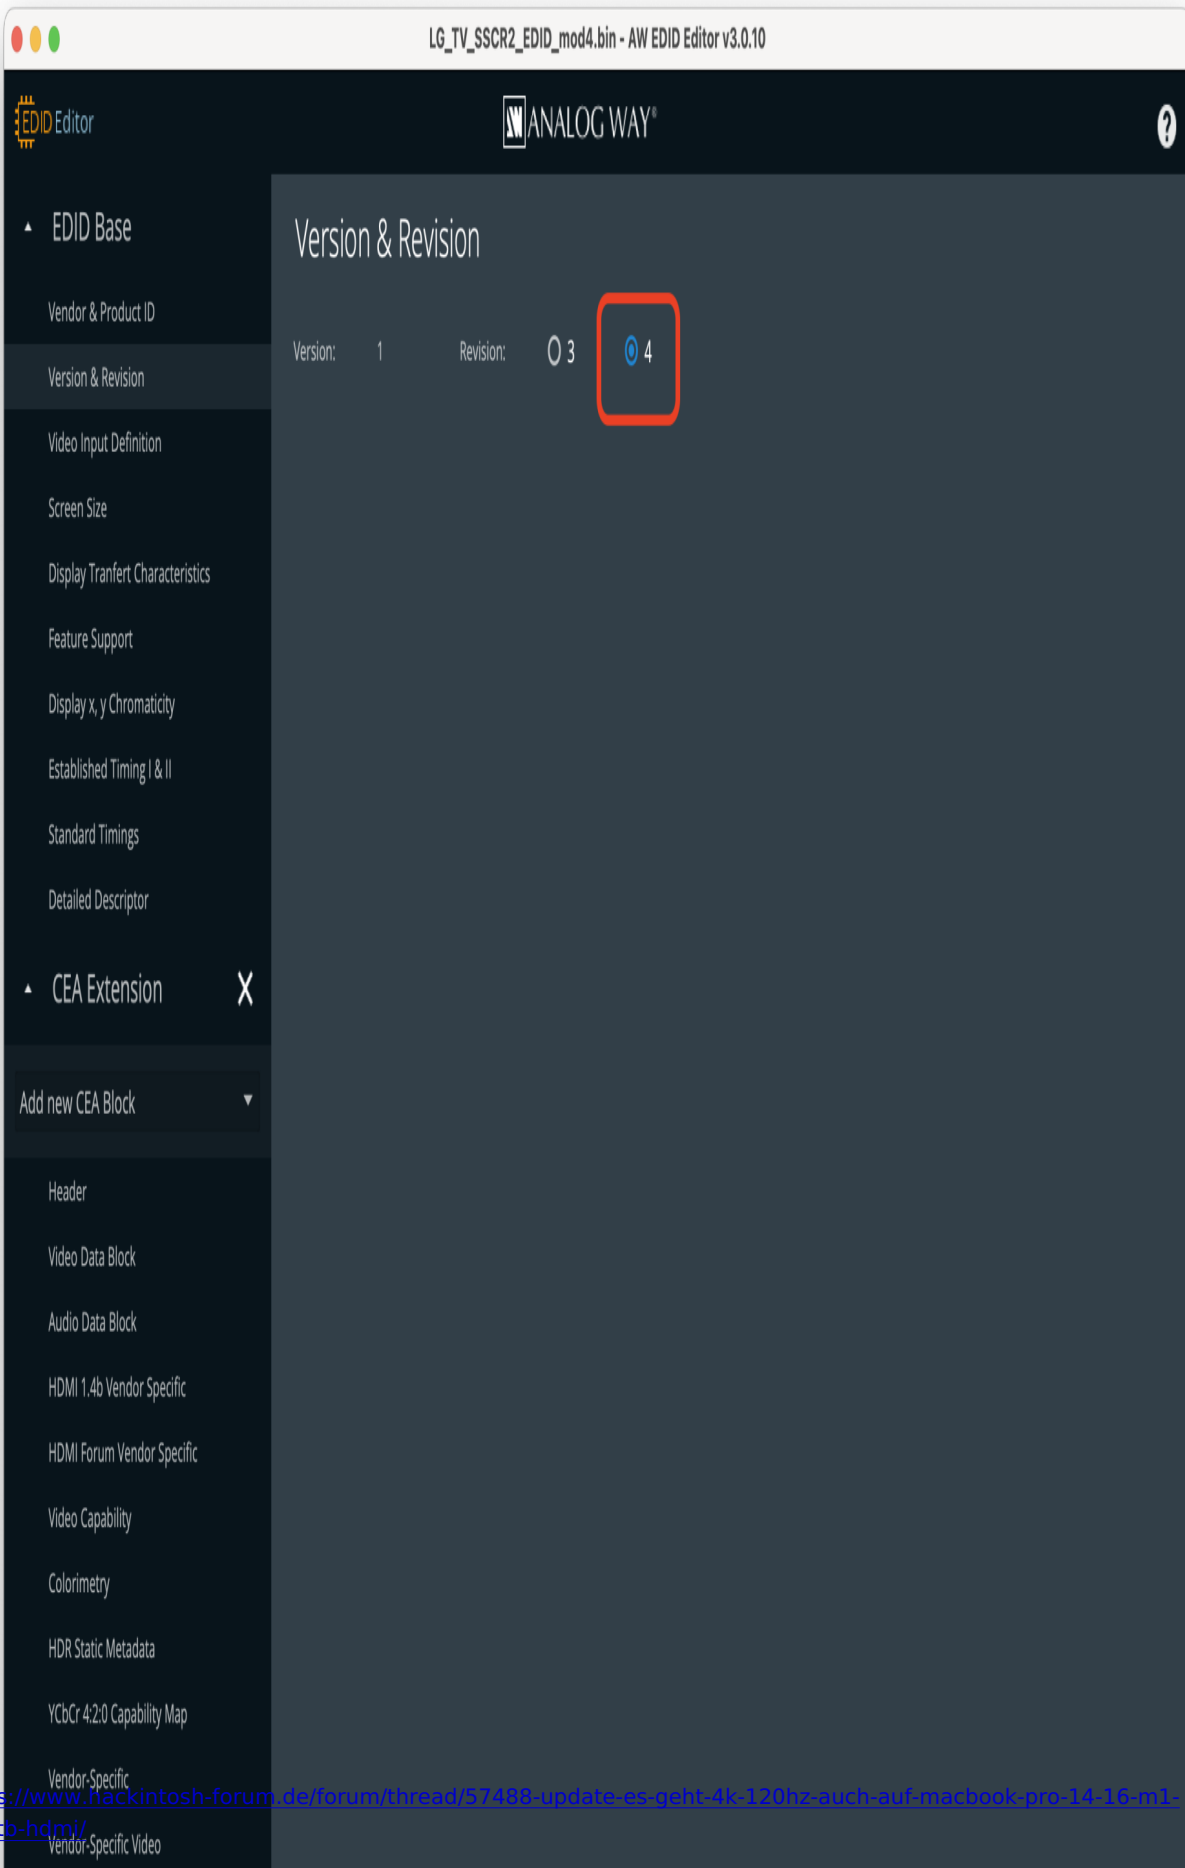 LG_TV_SSCR2_EDID_mod4.bin - AW EDID Editor v3.0.10
EDID Editor
ANALOG WAY®
?
EDID Base
Vendor & Product ID
Version & Revision
Video Input Definition
Screen Size
Display Tranfert Characteristics
Feature Support
Display x, y Chromaticity
Established Timing I & II
Standard Timings
Detailed Descriptor
CEA Extension X
Add new CEA Block
Header
Video Data Block
Audio Data Block
HDMI 1.4b Vendor Specific
HDMI Forum Vendor Specific
Video Capability
Colorimetry
HDR Static Metadata
YCbCr 4:2:0 Capability Map
Vendor-Specific
Vendor-Specific Video
Version & Revision
Version: 1 Revision: 3 4
s://www.hackintosh-forum.de/forum/thread/57488-update-es-geht-4k-120hz-auch-auf-macbook-pro-14-16-m1-
b-hdmi/